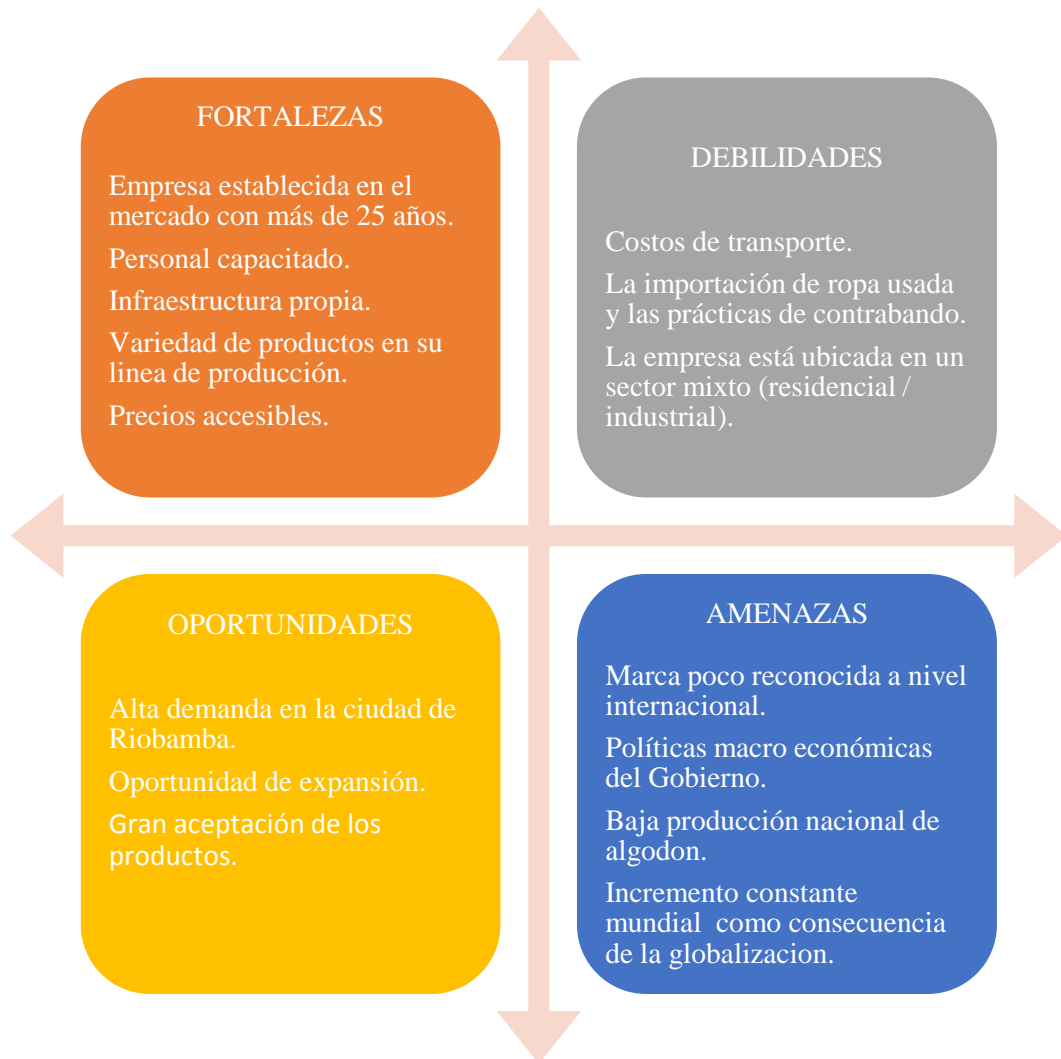 FORTALEZAS
Empresa establecida en el
mercado con más de 25 años.
Personal capacitado.
Infraestructura propia.
Variedad de productos en su
linea de producción.
Precios accesibles.
DEBILIDADES
Costos de transporte.
La importación de ropa usada
y las prácticas de contrabando.
La empresa está ubicada en un
sector mixto (residencial /
industrial).
OPORTUNIDADES
Alta demanda en la ciudad de
Riobamba.
Oportunidad de expansión.
Gran aceptación de los
productos.
AMENAZAS
Marca poco reconocida a nivel
internacional.
Políticas macro económicas
del Gobierno.
Baja producción nacional de
algodon.
Incremento constante
mundial  como consecuencia
de la globalizacion.